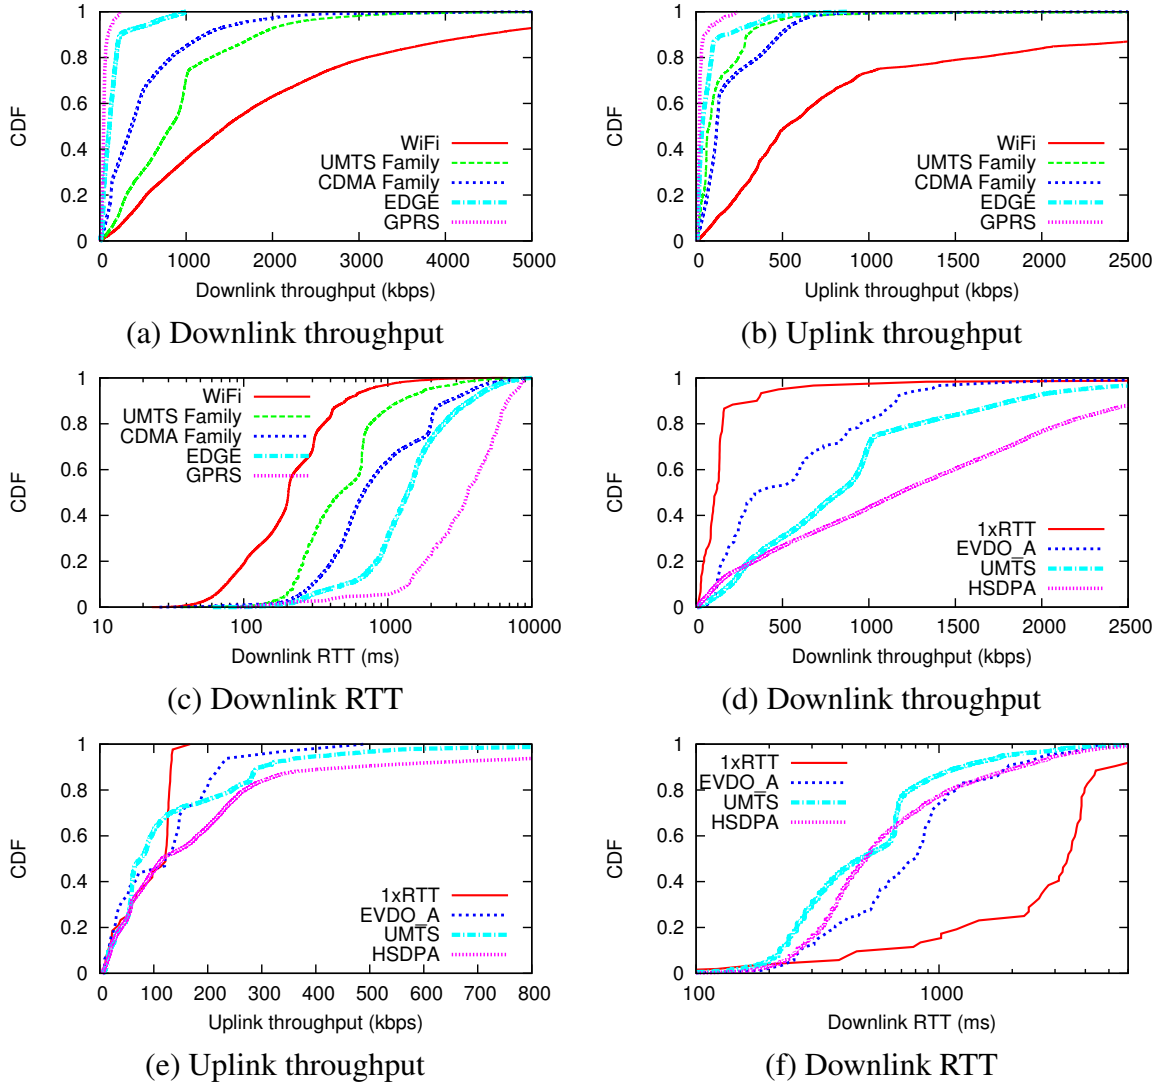 1
0.8
0.6
0.4
0.2
0
CDF
WiFi
UMTS Family
CDMA Family
EDGE
GPRS
0 1000 2000 3000 4000 5000
Downlink throughput (kbps)
(a) Downlink throughput
1
0.8
0.6
0.4
0.2
0
CDF
WiFi
UMTS Family
CDMA Family
EDGE
GPRS
0 500 1000 1500 2000 2500
Uplink throughput (kbps)
(b) Uplink throughput
1
0.8
0.6
0.4
0.2
0
CDF
WiFi
UMTS Family
CDMA Family
EDGE
GPRS
10 100 1000 10000
Downlink RTT (ms)
(c) Downlink RTT
1
0.8
0.6
0.4
0.2
0
CDF
1xRTT
EVDO_A
UMTS
HSDPA
0 500 1000 1500 2000 2500
Downlink throughput (kbps)
(d) Downlink throughput
1
0.8
0.6
0.4
0.2
0
CDF
1xRTT
EVDO_A
UMTS
HSDPA
0 100 200 300 400 500 600 700 800
Uplink throughput (kbps)
(e) Uplink throughput
1
0.8
0.6
0.4
0.2
0
CDF
1xRTT
EVDO_A
UMTS
HSDPA
100 1000
Downlink RTT (ms)
(f) Downlink RTT